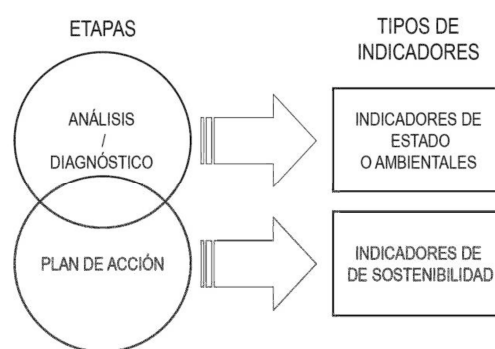 ETAPAS
TIPOS DE
INDICADORES
ANÁLISIS
/
DIAGNÓSTICO
INDICADORES DE
ESTADO
O AMBIENTALES
PLAN DE ACCIÓN
INDICADORES DE
DE SOSTENIBILIDAD